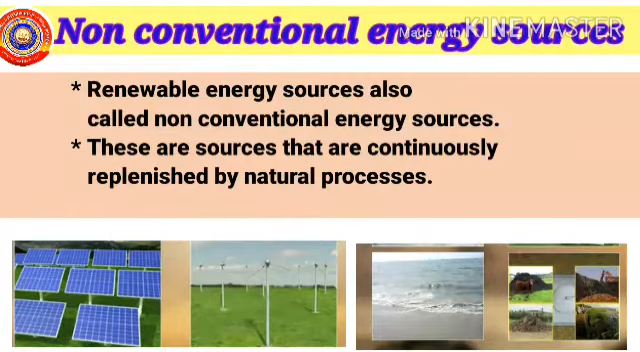 Non conventional energy sources
Made with KINEMASTER
* Renewable energy sources also
called non conventional energy sources.
* These are sources that are continuously
replenished by natural processes.